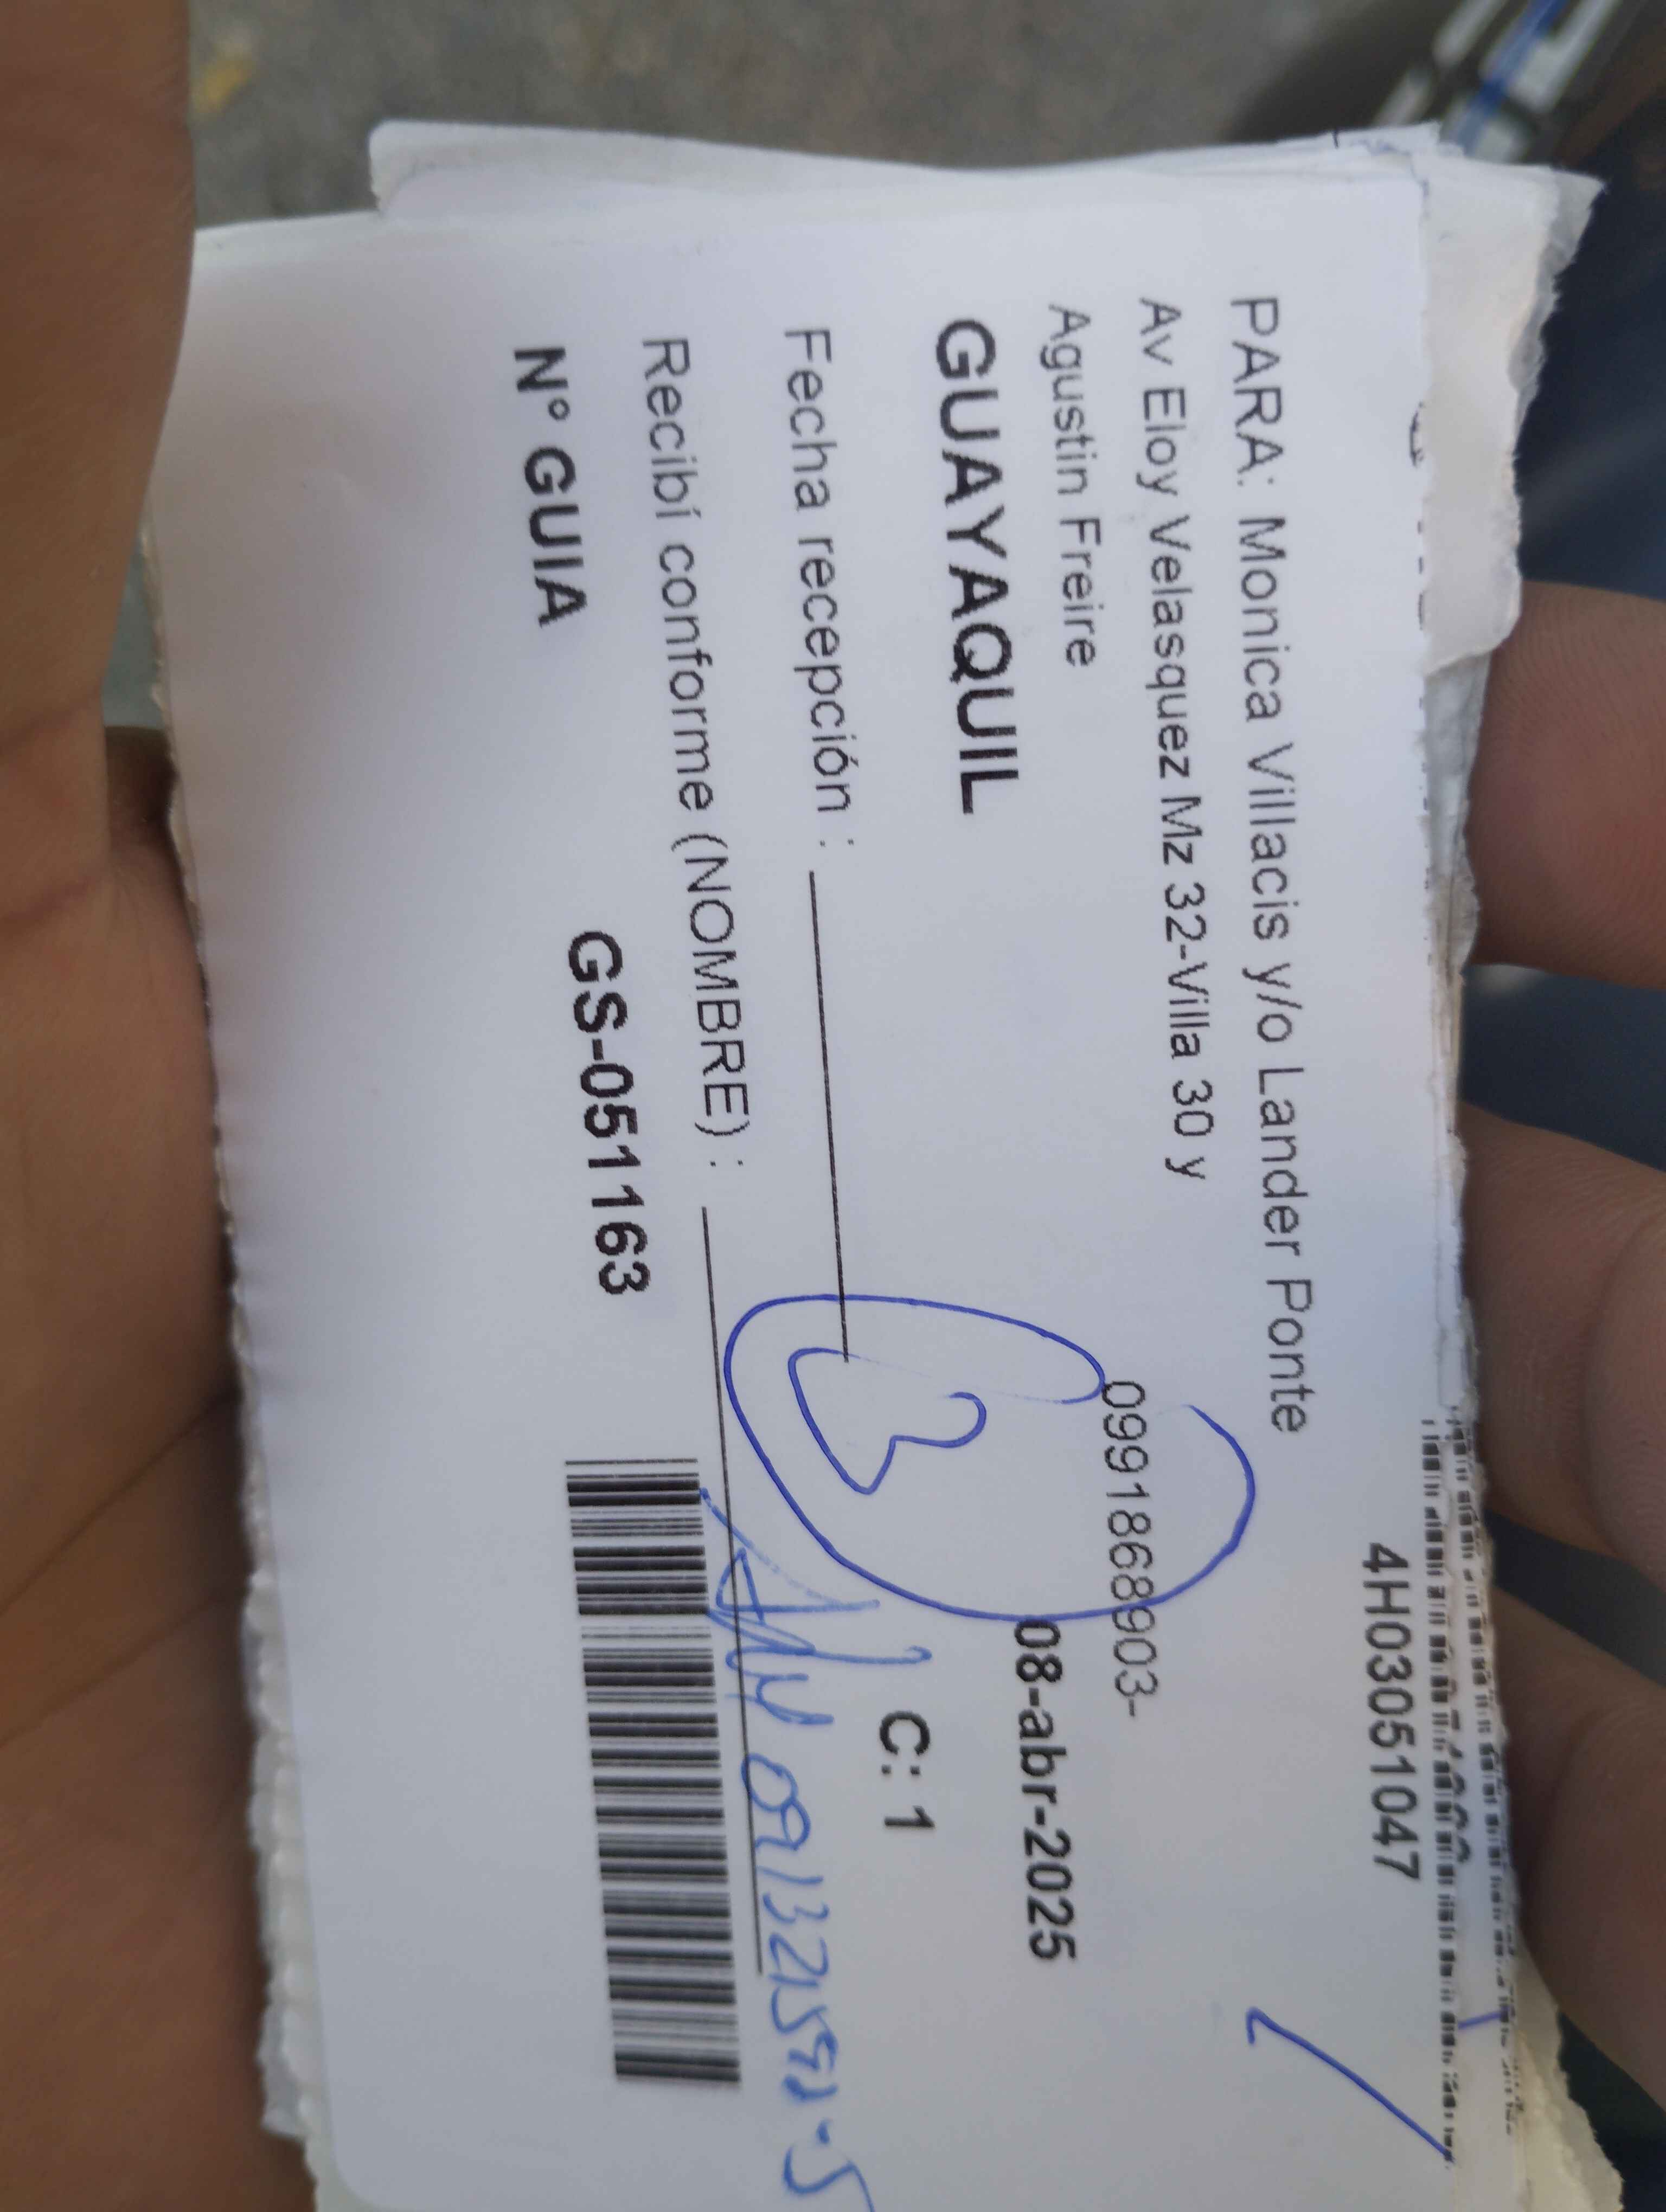 4H03051047
PARA: Monica Villacis y/o Lander Ponte
Av Eloy Velasquez Mz 32-Villa 30 y
0991868903-
Agustin Freire
08-abr-2025
GUAYAQUIL
C: 1
Fecha recepción :
Recibí conforme (NOMBRE) :
N° GUIA GS-051163